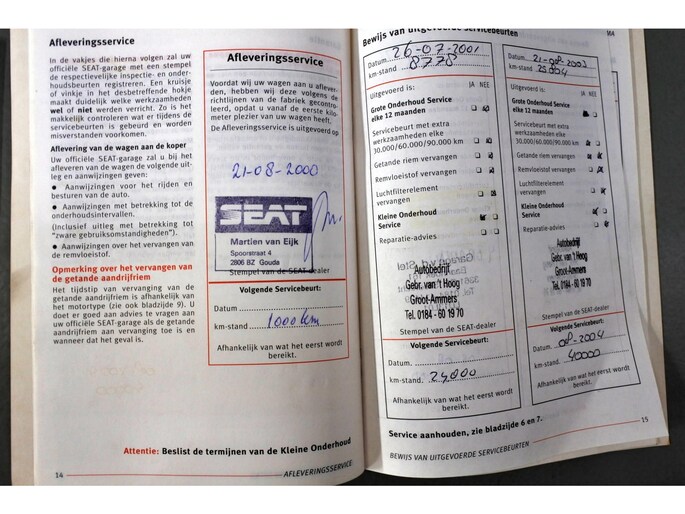 Afleveringsservice
In de vakjes die hierna volgen zal uw
officiële SEAT-garage met een stempel
de respectievelijke inspectie- en onder-
houdsbeurten registreren. Een kruisje
of vinkje in het desbetreffende hokje
maakt duidelijk welke werkzaamheden
wel of niet werden verricht. Zo is het
makkelijk controleren wat er tijdens de
servicebeurt is gebeurd en worden
misverstanden voorkomen.
Aflevering van de wagen aan de koper
Uw officiële SEAT-garage zal u bij het
afleveren van de wagen de volgende uit-
leg en aanwijzingen geven:
● Aanwijzingen voor het rijden en
besturen van de auto.
● Aanwijzingen met betrekking tot de
onderhoudsintervallen.
(Inclusief uitleg met betrekking tot
"zware gebruiksomstandigheden").
● Aanwijzingen over het vervangen van
de remvloeistof.
Opmerking over het vervangen van
de getande aandrijfriem
Het tijdstip van vervanging van de
getande aandrijfriem is afhankelijk van
het motortype (zie ook bladzijde 9). U
doet er goed aan advies te vragen aan
uw officiële SEAT-garage als de getande
aandrijfriem aan vervanging toe is en
wanneer dat het geval is.
Afleveringsservice
Voordat wij uw wagen aan u afleve-
ren, hebben wij deze volgens de
richtlijnen van de fabriek gecontro-
leerd, opdat u vanaf de eerste kilo-
meter plezier van uw wagen heeft.
De Afleveringsservice is uitgevoerd op
21-08-2000
SEAT
Martien van Eijk
Spoorstraat 4
2806 BZ Gouda
Stempel van de SEAT-dealer
Volgende Servicebeurt:
Datum
km-stand 1000 km
Afhankelijk van wat het eerst wordt
bereikt.
Attentie: Beslist de termijnen van de Kleine Onderhoud
14
AFLEVERINGSSERVICE
Bewijs van uitgevoerde Servicebeurten
Datum 26-07-2001
km-stand 8778
Uitgevoerd is: JA NEE
Grote Onderhoud Service
elke 12 maanden
Servicebeurt met extra
werkzaamheden elke
30.000/60.000/90.000 km
Getande riem vervangen
Remvloeistof vervangen
Luchtfilterelement
vervangen
Kleine Onderhoud
Service
Reparatie-advies
Autobedrijf
Gebr. van 't Hoog
Groot-Ammers
Tel. 0184 - 60 19 70
Stempel van de SEAT-dealer
Volgende Servicebeurt:
Datum
km-stand. 24000
Afhankelijk van wat het eerst wordt
bereikt.
Datum
km-stand
Uitgevoerd is: JA NEE
Grote Onderhoud Service
elke 12 maanden
Servicebeurt met extra
werkzaamheden elke
30.000/60.000/90.000 km
Getande riem vervangen
Remvloeistof vervangen
Luchtfilterelement
vervangen
Kleine Onderhoud
Service
Reparatie-advies
Autobedrijf
Gebr. van 't Hoog
Groot-Ammers
Tel. 0184 - 60 19 70
Stempel van de SEAT-dealer
Volgende Servicebeurt:
Datum. 08-2004
km-stand. 40000
Afhankelijk van wat het eerst wordt
bereikt.
Service aanhouden, zie bladzijde 6 en 7.
15
BEWIJS VAN UITGEVOERDE SERVICEBEURTEN